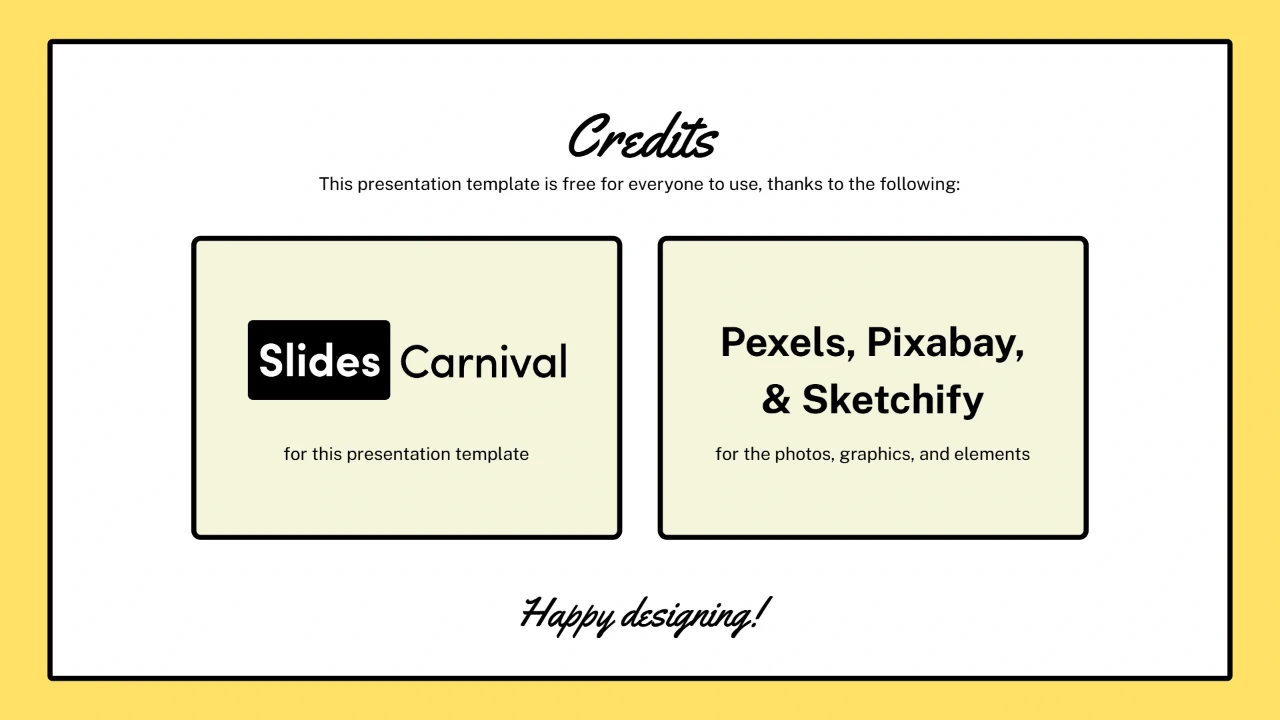 Credits
This presentation template is free for everyone to use, thanks to the following:
Slides Carnival
for this presentation template
Pexels, Pixabay,
& Sketchify
for the photos, graphics, and elements
Happy designing!